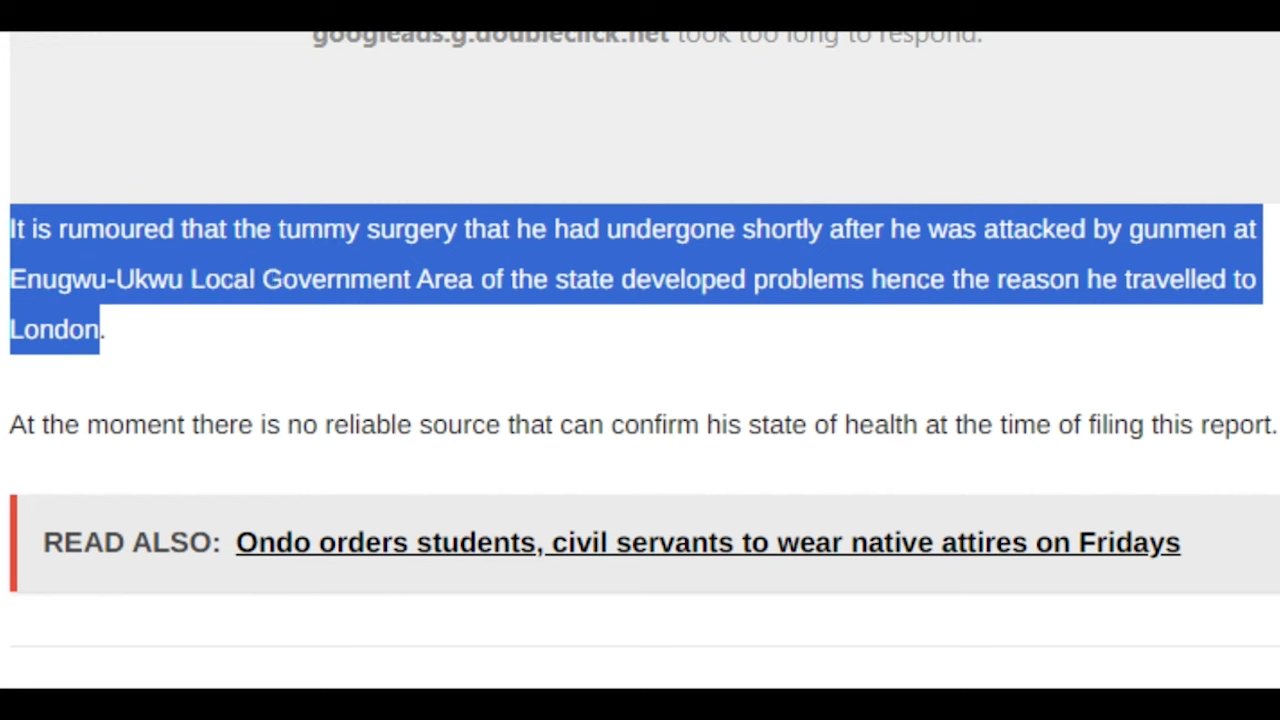 googleads.g.doubleclick.net took too long to respond.
It is rumoured that the tummy surgery that he had undergone shortly after he was attacked by gunmen at
Enugwu-Ukwu Local Government Area of the state developed problems hence the reason he travelled to
London.
At the moment there is no reliable source that can confirm his state of health at the time of filing this report.
READ ALSO: Ondo orders students, civil servants to wear native attires on Fridays